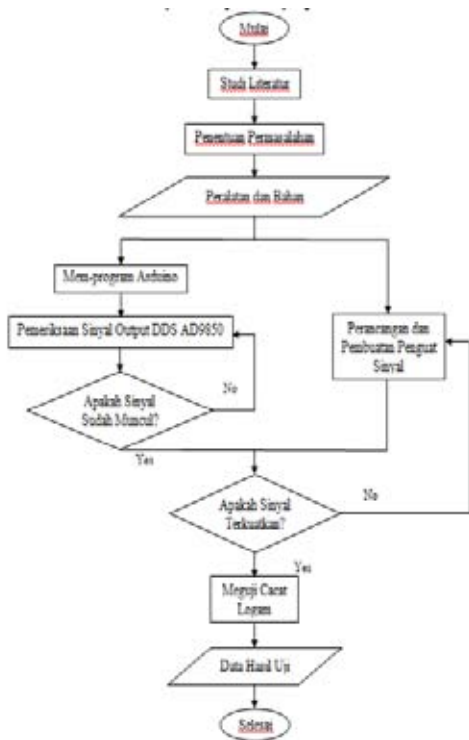 Mulai
Studi Literatur
Penentuan Permasalahan
Peralatan dan Bahan
Mem-program Arduino
Pemeriksaan Sinyal Output DDS AD9850
Perancangan dan
Pembuatan Penguat
Sinyal
No
Apakah Sinyal
Sudah Muncul?
Yes
Apakah Sinyal
Terkuatkan?
No
Yes
Meguji Cacat
Logam
Data Hasil Uji
Selesai